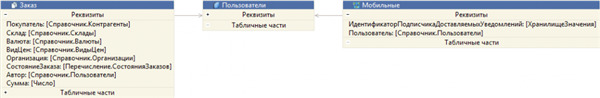 Заказ
Реквизиты
Покупатель: [Справочник.Контрагенты]
Склад: [Справочник.Склады]
Валюта: [Справочник.Валюты]
ВидЦен: [Справочник.ВидыЦен]
Организация: [Справочник.Организации]
СостояниеЗаказа: [Перечисление.СостоянияЗаказов]
Автор: [Справочник.Пользователи]
Сумма: [Число]
Табличные части
Пользователи
Реквизиты
Табличные части
Мобильные
Реквизиты
ИдентификаторПодписчикаДоставляемыхУведомлений: [ХранилищеЗначения]
Пользователь: [Справочник.Пользователи]
Табличные части